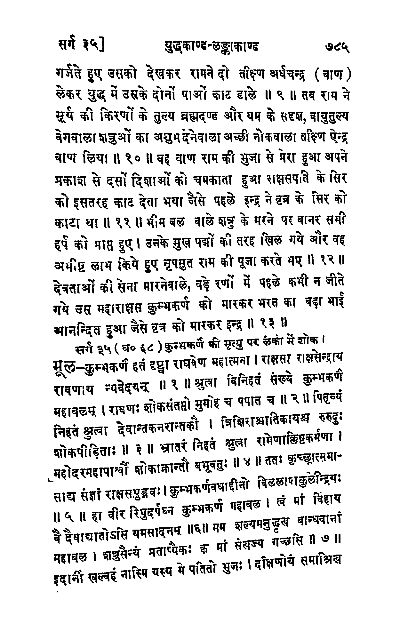 सर्ग ३५] युद्धकाण्ड-लङ्काकाण्ड ७८५
गर्जते हुए उसको देखकर रामने दो तीक्षिण अर्धचन्द्र (वाण)
लेकर युद्ध में उसके दोनों पाओं काट डाले ॥ ९ ॥ तव राम ने
सूर्य की किरणों के तुल्य ब्रह्मदण्ड और यम के सदृश, वायुतुल्य
वेगवाला शत्रुओं का अशुभ देनेवाला अच्छी नोकवाला तीक्षिण ऐन्द्र
वाण लिया ॥ १० ॥ वह वाण राम की भुजा से प्रेरा हुआ अपने
प्रकाश से दसों दिशाओं को चमकाता हुआ राक्षसपति के सिर
को इसतरह काट देता भया जैसे पहले इन्द्र ने वृत्र के सिर को
काटा था ॥ ११ ॥ भीम बल वाले शत्रु के मरने पर वानर सभी
हर्ष को प्राप्त हुए। उनके मुख पद्मों की तरह खिल गये और वह
अभीष्ट लाभ किये हुए नृपसुत राम की पूजा करते भए ॥ १२ ॥
देवताओं की सेना मारनेवाले, बड़े रणों में पहले कभी न जीते
गये उस महाराक्षस कुम्भकर्ण को मारकर भरत का बड़ा भाई
आनन्दित हुआ जैसे वृत्र को मारकर इन्द्र ॥ १३ ॥
सर्ग ३५ (व० ६८) कुम्भकर्ण की मृत्यु पर लंका में शोक।
मूल—कुम्भकर्णं हतं दृष्ट्वा राघवेण महात्मना। राक्षसा राक्षसेन्द्राय
रावणाय न्यवेदयन् ॥ १ ॥ श्रुत्वा विनिहतं संख्ये कुम्भकर्णं
महाबलम्। रावणः शोकसंतप्तो मुमोह च पपात च ॥ २ ॥ पितृव्यं
निहतं श्रुत्वा देवान्तकनरान्तकौ। त्रिशिराश्चातिकायश्च रुरुदुः
शोकपीडिताः ॥ ३ ॥ भ्रातरं निहतं श्रुत्वा रामेणाक्लिष्टकर्मणा।
महोदरमहापार्श्वौ शोकाक्रान्तौ बभूवतुः ॥ ४ ॥ ततः कृच्छ्रात्समा-
साद्य संज्ञां राक्षसपुङ्गवः। कुम्भकर्णवधाद्दीनो विललापाकुलेन्द्रियः
॥ ५ ॥ हा वीर रिपुदर्पघ्न कुम्भकर्ण महाबल। त्वं मां विहाय
वै दैवाद्यातोऽसि यमसादनम् ॥६॥ मम शल्यमनुद्धृत्य बान्धवानां
महाबल। शत्रुसैन्यं प्रताप्यैकः क्व मां संत्यज्य गच्छसि ॥ ७ ॥
इदानीं खल्वहं नास्मि यस्य मे पतितो भुजः। दक्षिणोयं समाश्रित्य